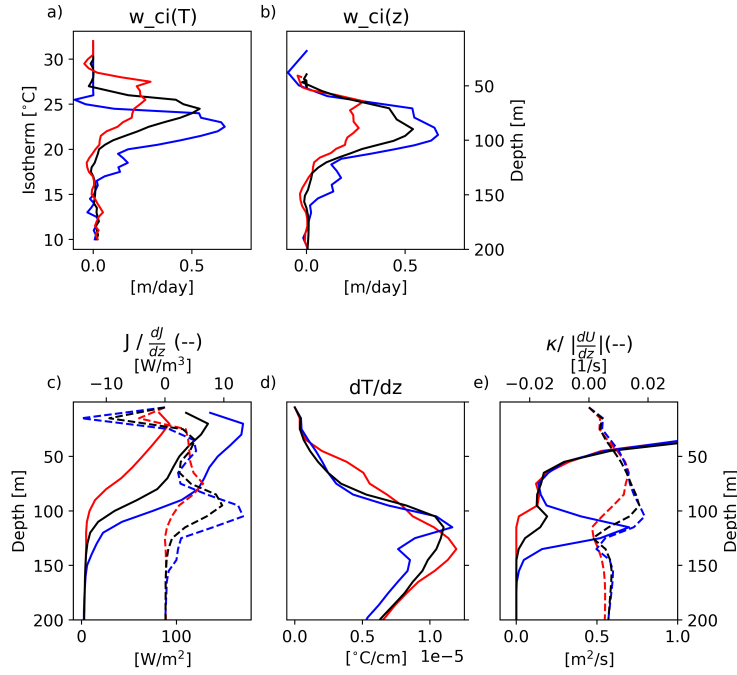 a) w_ci(T)
b) w_ci(z)
30
25
20
15
10
Isotherm [°C]
0.0 0.5
[m/day]
0.0 0.5
[m/day]
50
100
150
200
Depth [m]
J / dJ/dz (--)
[W/m³]
−10 0 10
c)
50
100
150
200
Depth [m]
0 100
[W/m²]
d) dT/dz
0.0 0.5 1.0
[°C/cm] 1e−5
κ/ |dU/dz|(--)
[1/s]
−0.02 0.00 0.02
e)
50
100
150
200
Depth [m]
0.0 0.5 1.0
[m²/s]